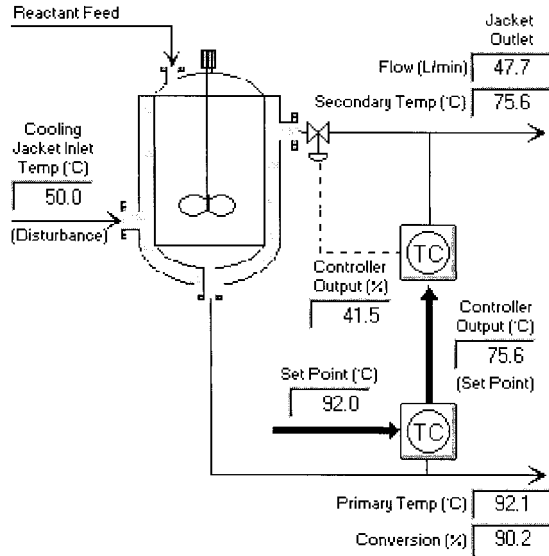 Reactant Feed
Jacket
Outlet
Flow (L/min) 47.7
Secondary Temp (°C) 75.6
Cooling
Jacket Inlet
Temp (°C)
50.0
(Disturbance)
TC
Controller
Output (%)
41.5
Controller
Output (°C)
75.6
(Set Point)
Set Point (°C)
92.0
TC
Primary Temp (°C) 92.1
Conversion (%) 90.2